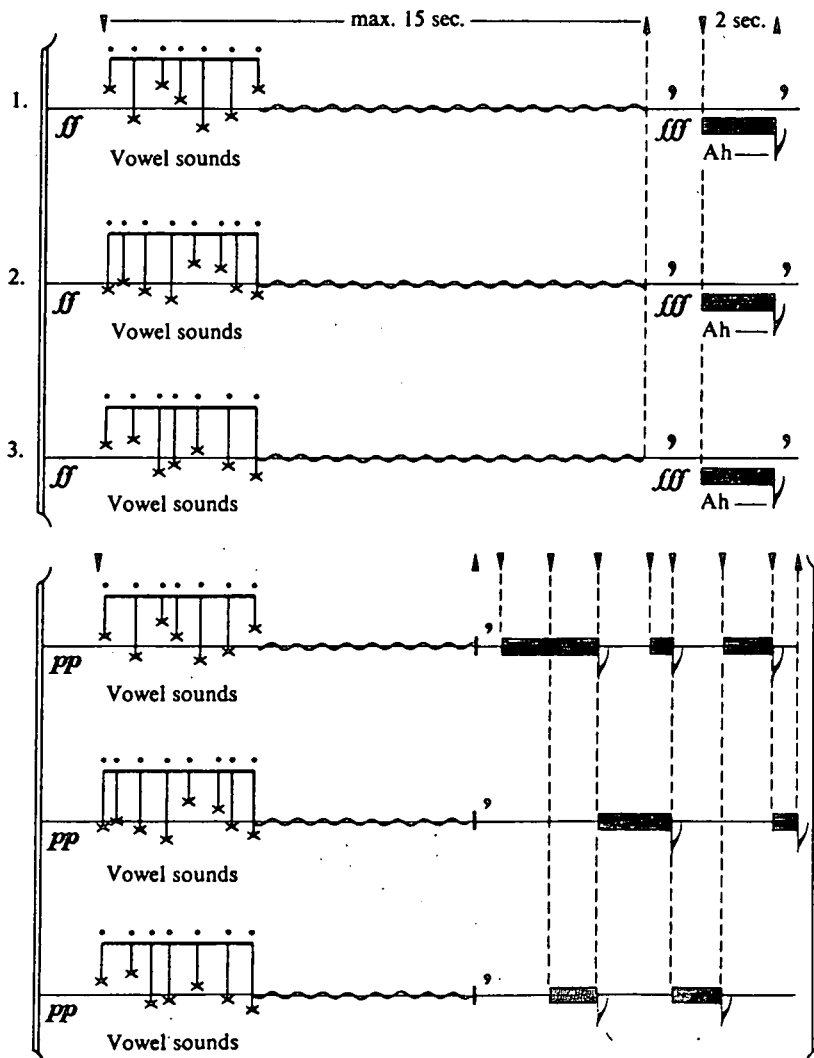 max. 15 sec. 2 sec.
1.
ff fff
Vowel sounds Ah
2.
ff fff
Vowel sounds Ah
3.
ff fff
Vowel sounds Ah
pp
Vowel sounds
pp
Vowel sounds
pp
Vowel sounds